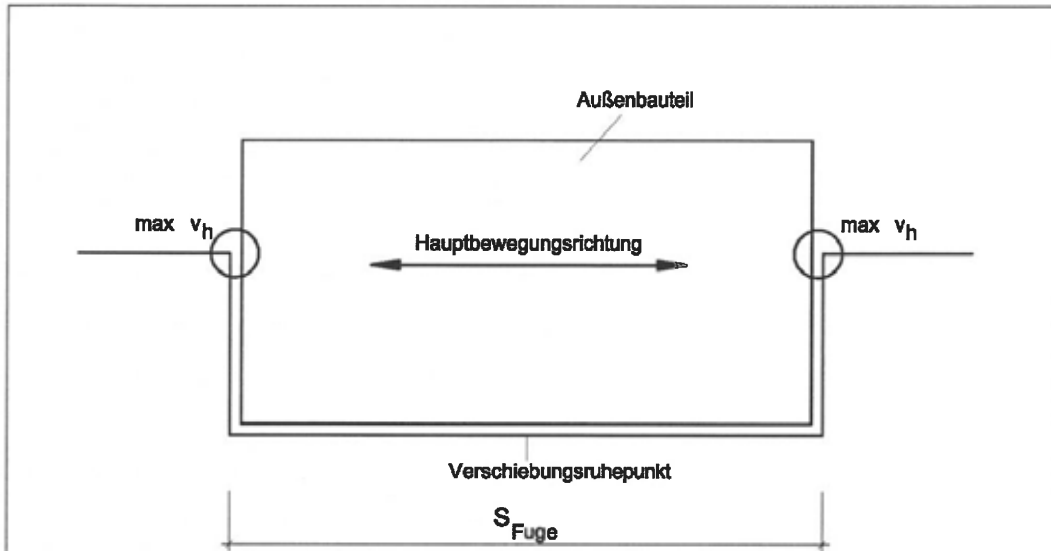 Außenbauteil
max v_h
max v_h
Hauptbewegungsrichtung
Verschiebungsruhepunkt
S_Fuge